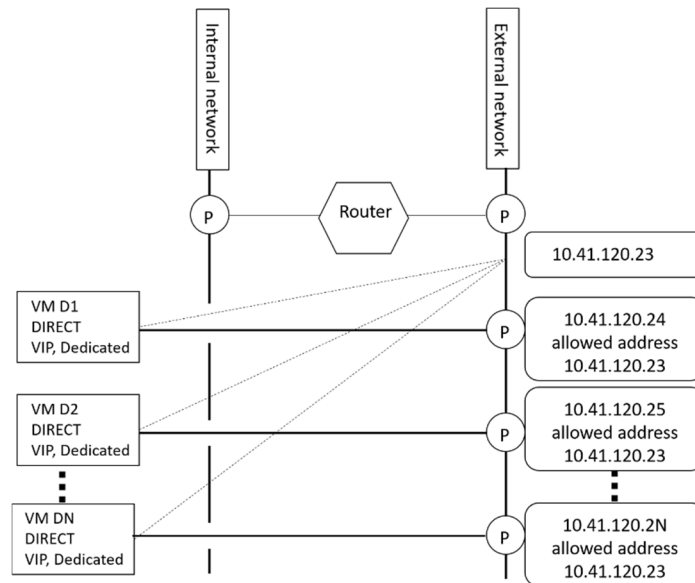 Internal network
External network
P
Router
P
10.41.120.23
VM D1
DIRECT
VIP, Dedicated
P
10.41.120.24
allowed address
10.41.120.23
VM D2
DIRECT
VIP, Dedicated
P
10.41.120.25
allowed address
10.41.120.23
VM DN
DIRECT
VIP, Dedicated
P
10.41.120.2N
allowed address
10.41.120.23